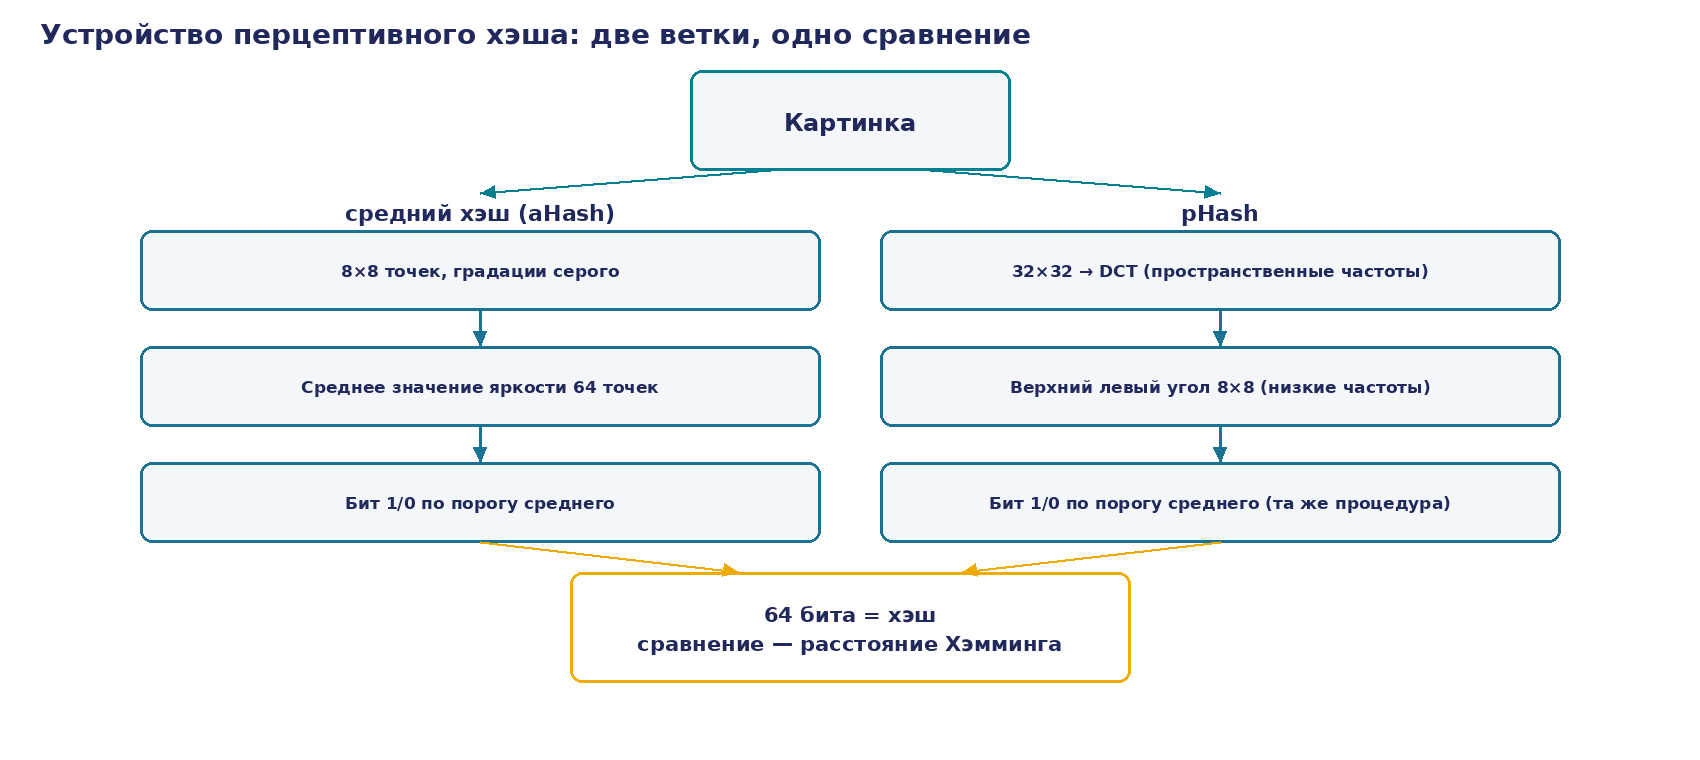 Устройство перцептивного хэша: две ветки, одно сравнение
Картинка
средний хэш (aHash)
8×8 точек, градации серого
Среднее значение яркости 64 точек
Бит 1/0 по порогу среднего
pHash
32×32 → DCT (пространственные частоты)
Верхний левый угол 8×8 (низкие частоты)
Бит 1/0 по порогу среднего (та же процедура)
64 бита = хэш
сравнение — расстояние Хэмминга